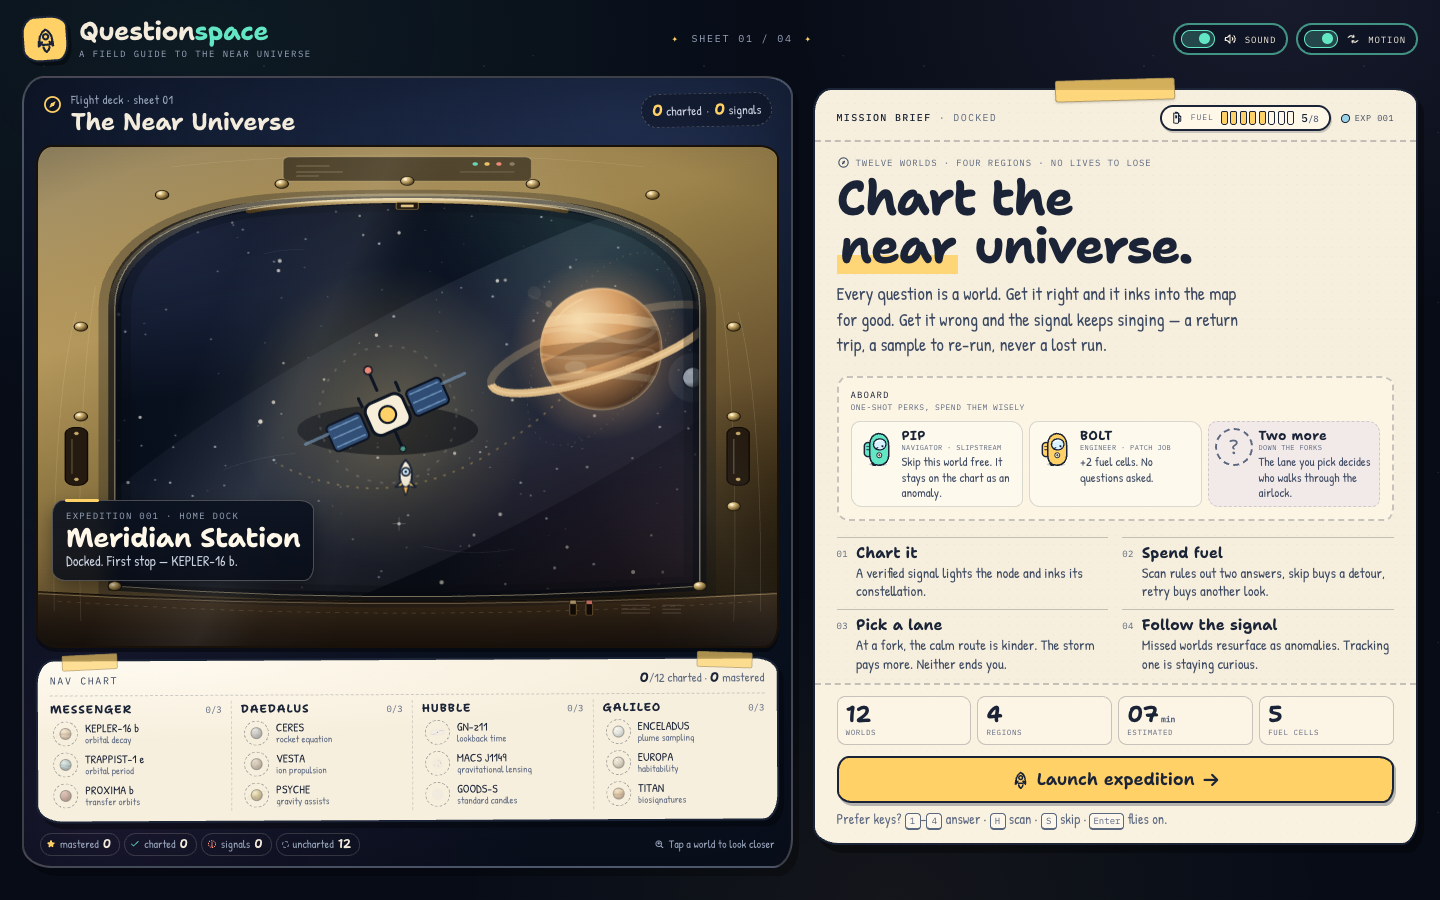 Questionspace
A FIELD GUIDE TO THE NEAR UNIVERSE
SHEET 01 / 04
SOUND
MOTION
Flight deck · sheet 01
The Near Universe
0 charted · 0 signals
EXPEDITION 001 · HOME DOCK
Meridian Station
Docked. First stop — KEPLER-16 b.
NAV CHART
0/12 charted · 0 mastered
MESSENGER 0/3
KEPLER-16 b
orbital decay
TRAPPIST-1 e
orbital period
PROXIMA b
transfer orbits
DAEDALUS 0/3
CERES
rocket equation
VESTA
ion propulsion
PSYCHE
gravity assists
HUBBLE 0/3
GN-z11
lookback time
MACS J1149
gravitational lensing
GOODS-S
standard candles
GALILEO 0/3
ENCELADUS
plume sampling
EUROPA
habitability
TITAN
biosignatures
mastered 0
charted 0
signals 0
uncharted 12
Tap a world to look closer
MISSION BRIEF · DOCKED
FUEL 5/8
EXP 001
TWELVE WORLDS · FOUR REGIONS · NO LIVES TO LOSE
Chart the
near universe.
Every question is a world. Get it right and it inks into the map
for good. Get it wrong and the signal keeps singing — a return
trip, a sample to re-run, never a lost run.
ABOARD
ONE-SHOT PERKS, SPEND THEM WISELY
PIP
NAVIGATOR · SLIPSTREAM
Skip this world free. It
stays on the chart as an
anomaly.
BOLT
ENGINEER · PATCH JOB
+2 fuel cells. No
questions asked.
?
Two more
DOWN THE FORKS
The lane you pick decides
who walks through the
airlock.
01 Chart it
A verified signal lights the node and inks its
constellation.
02 Spend fuel
Scan rules out two answers, skip buys a detour,
retry buys another look.
03 Pick a lane
At a fork, the calm route is kinder. The storm
pays more. Neither ends you.
04 Follow the signal
Missed worlds resurface as anomalies. Tracking
one is staying curious.
12
WORLDS
4
REGIONS
07 min
ESTIMATED
5
FUEL CELLS
Launch expedition →
Prefer keys? 1–4 answer · H scan · S skip · Enter flies on.